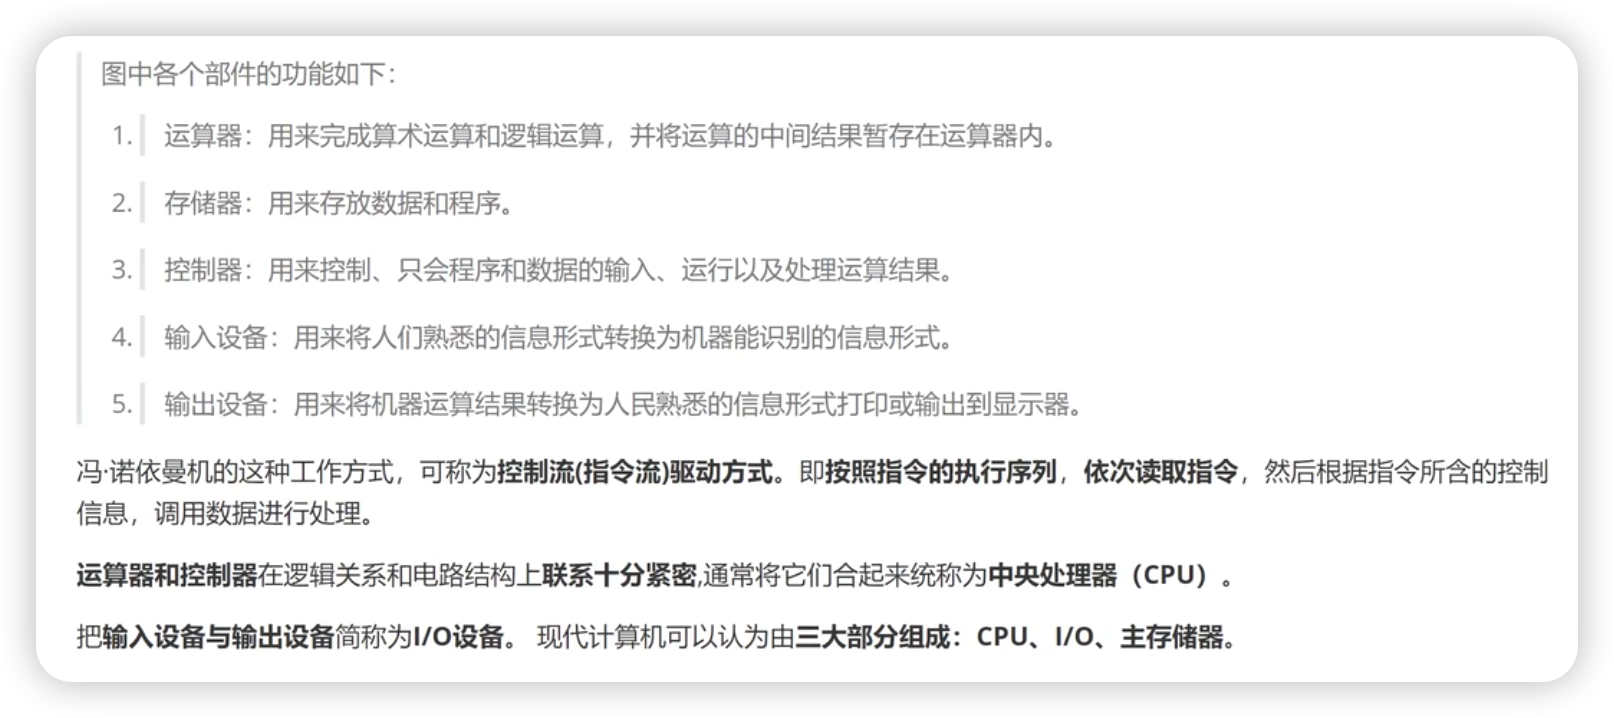 图中各个部件的功能如下：
1. 运算器：用来完成算术运算和逻辑运算，并将运算的中间结果暂存在运算器内。
2. 存储器：用来存放数据和程序。
3. 控制器：用来控制、只会程序和数据的输入、运行以及处理运算结果。
4. 输入设备：用来将人们熟悉的信息形式转换为机器能识别的信息形式。
5. 输出设备：用来将机器运算结果转换为人民熟悉的信息形式打印或输出到显示器。
冯·诺依曼机的这种工作方式，可称为控制流(指令流)驱动方式。即按照指令的执行序列，依次读取指令，然后根据指令所含的控制
信息，调用数据进行处理。
运算器和控制器在逻辑关系和电路结构上联系十分紧密,通常将它们合起来统称为中央处理器（CPU）。
把输入设备与输出设备简称为I/O设备。 现代计算机可以认为由三大部分组成：CPU、I/O、主存储器。